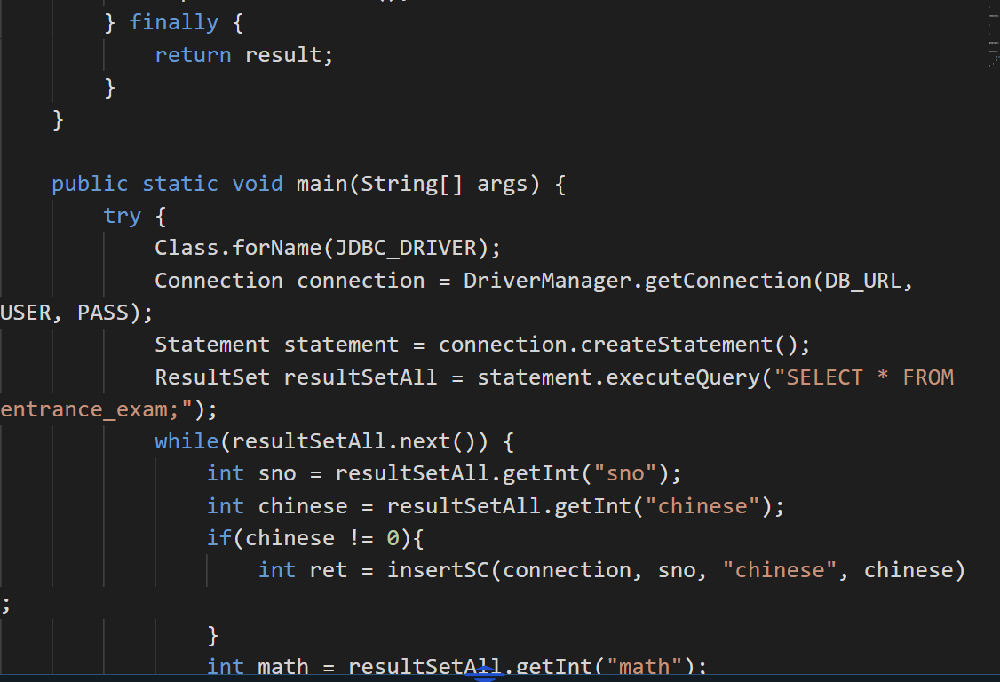 } finally {
return result;
}
}
public static void main(String[] args) {
try {
Class.forName(JDBC_DRIVER);
Connection connection = DriverManager.getConnection(DB_URL,
USER, PASS);
Statement statement = connection.createStatement();
ResultSet resultSetAll = statement.executeQuery("SELECT * FROM
entrance_exam;");
while(resultSetAll.next()) {
int sno = resultSetAll.getInt("sno");
int chinese = resultSetAll.getInt("chinese");
if(chinese != 0){
int ret = insertSC(connection, sno, "chinese", chinese)
;
}
int math = resultSetAll.getInt("math");